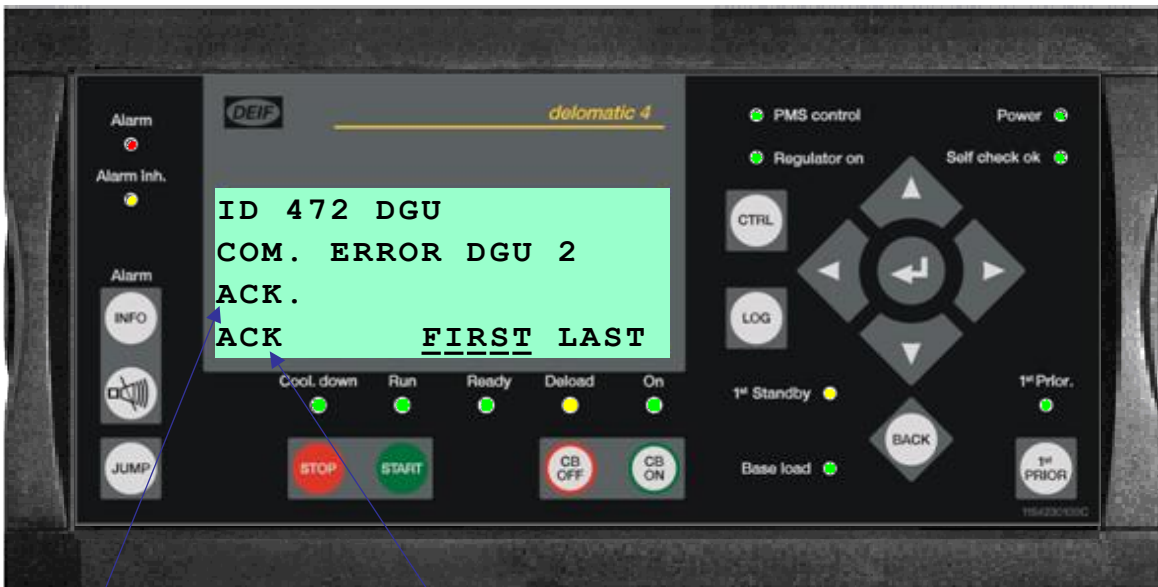 DEIF
delomatic 4
Alarm
Alarm Inh.
PMS control
Power
Regulator on
Self check ok
ID 472 DGU
COM. ERROR DGU 2
ACK.
ACK FIRST LAST
Alarm
INFO
JUMP
CTRL
LOG
Cool. down Run Ready Deload On
STOP START CB OFF CB ON
1st Standby
Base load
BACK
1st Prior.
1st PRIOR